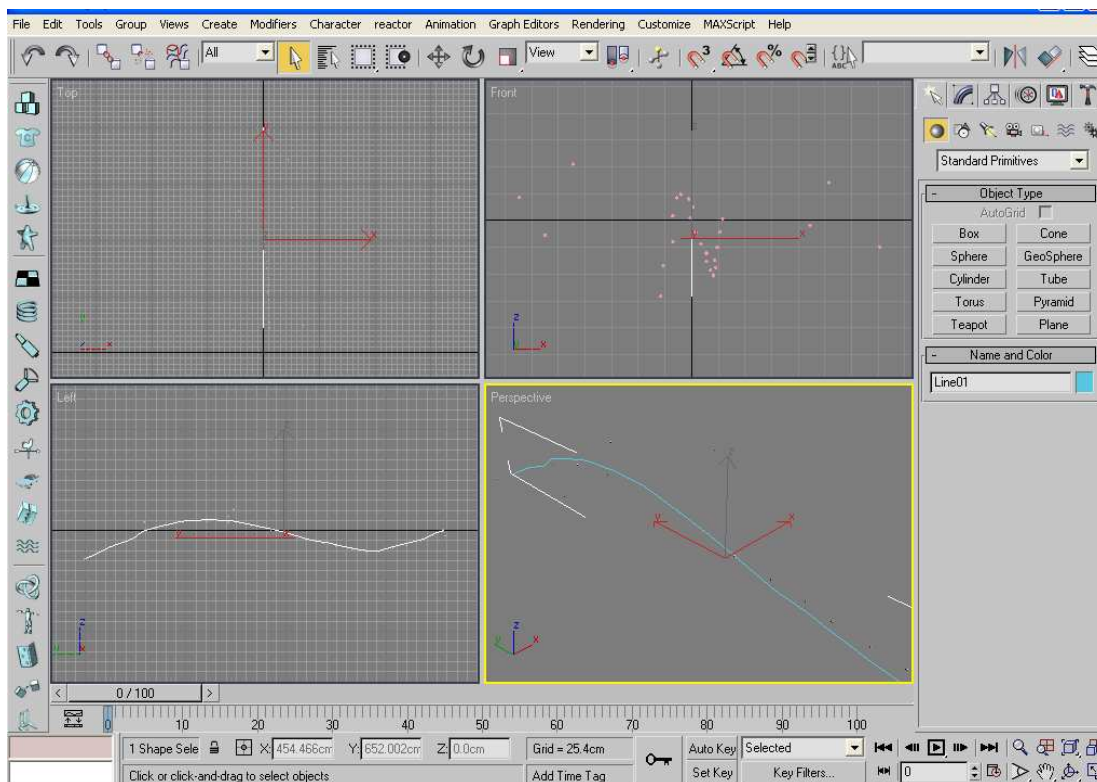 File Edit Tools Group Views Create Modifiers Character reactor Animation Graph Editors Rendering Customize MAXScript Help
All View 3 % ABC
Top Front
Standard Primitives
Object Type
AutoGrid
Box Cone
Sphere GeoSphere
Cylinder Tube
Torus Pyramid
Teapot Plane
Name and Color
Line01
x
x
z
x
x
Left Perspective
y
x
z
z
x
0 / 100
0 10 20 30 40 50 60 70 80 90 100
1 Shape Sele X: 454.466cm Y: 652.002cm Z: 0.0cm Grid = 25.4cm Auto Key Selected
Click or click-and-drag to select objects Add Time Tag Set Key Key Filters... 0